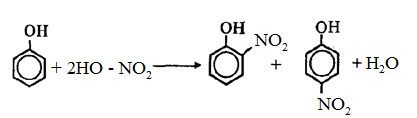 OH
+ 2HO - NO₂
OH
NO₂
+
OH
NO₂
+ H₂O